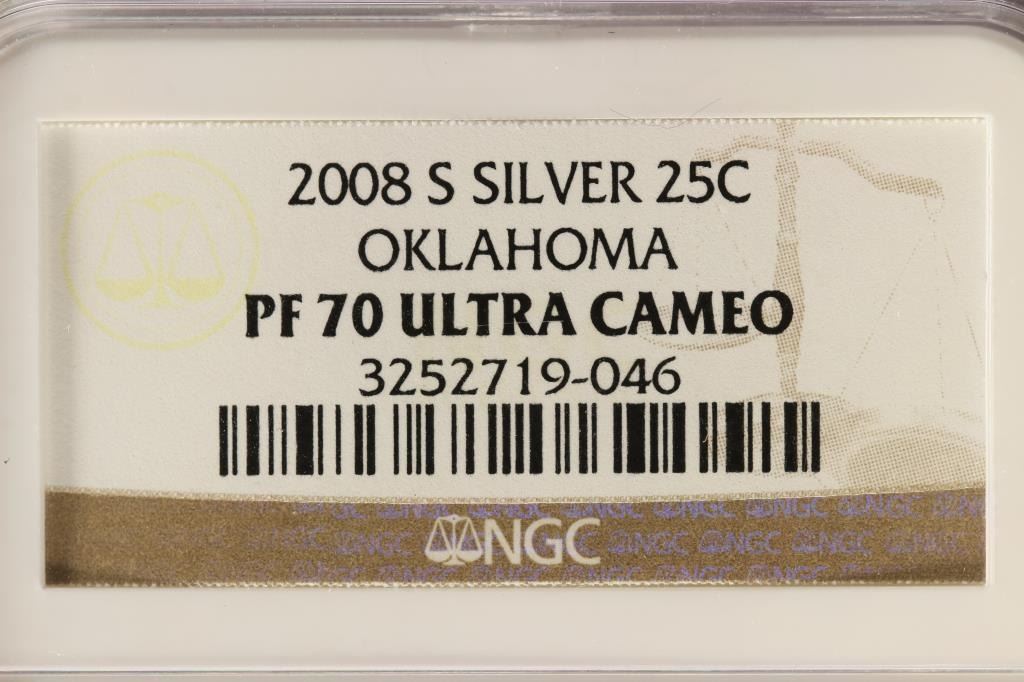 2008 S SILVER 25C
OKLAHOMA
PF 70 ULTRA CAMEO
3252719-046
NGC